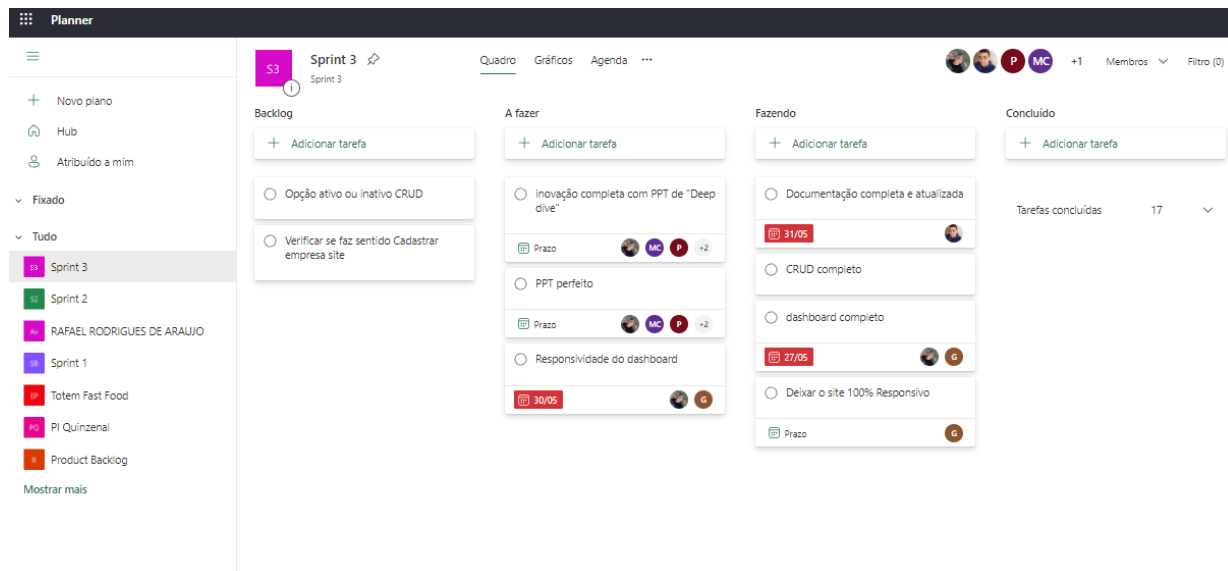 Planner
S3
Sprint 3
Sprint 3
Quadro Gráficos Agenda ...
P
MC
+1
Membros
Filtro (0)
Novo plano
Hub
Atribuído a mim
Fixado
Tudo
S3 Sprint 3
S2 Sprint 2
Av RAFAEL RODRIGUES DE ARAUJO
SB Sprint 1
EP Totem Fast Food
PQ PI Quinzenal
R Product Backlog
Mostrar mais
Backlog
+ Adicionar tarefa
Opção ativo ou inativo CRUD
Verificar se faz sentido Cadastrar
empresa site
A fazer
+ Adicionar tarefa
inovação completa com PPT de "Deep
dive"
Prazo MC P +2
PPT perfeito
Prazo MC P +2
Responsividade do dashboard
30/05 G
Fazendo
+ Adicionar tarefa
Documentação completa e atualizada
31/05
CRUD completo
dashboard completo
27/05 G
Deixar o site 100% Responsivo
Prazo G
Concluído
+ Adicionar tarefa
Tarefas concluídas 17